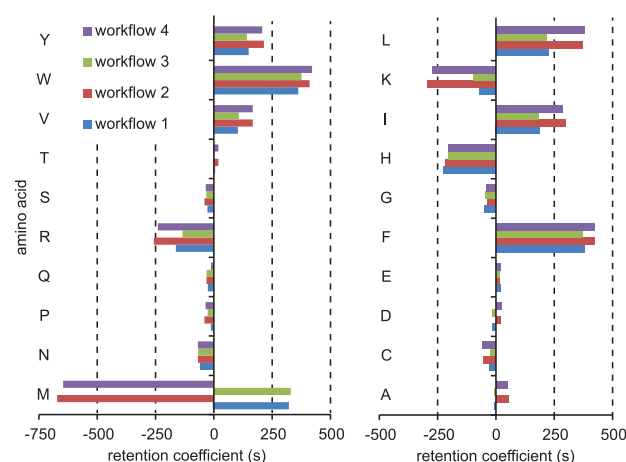 workflow 4
workflow 3
workflow 2
workflow 1
amino acid
Y
W
V
T
S
R
Q
P
N
M
-750 -500 -250 0 250 500
retention coefficient (s)
L
K
I
H
G
F
E
D
C
A
-500 -250 0 250 500
retention coefficient (s)